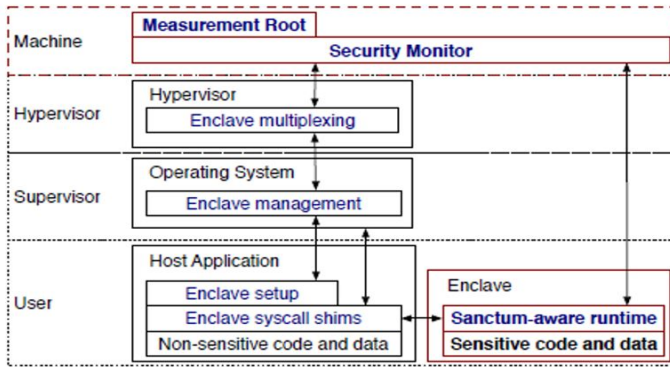 Machine
Measurement Root
Security Monitor
Hypervisor
Hypervisor
Enclave multiplexing
Supervisor
Operating System
Enclave management
User
Host Application
Enclave setup
Enclave syscall shims
Non-sensitive code and data
Enclave
Sanctum-aware runtime
Sensitive code and data